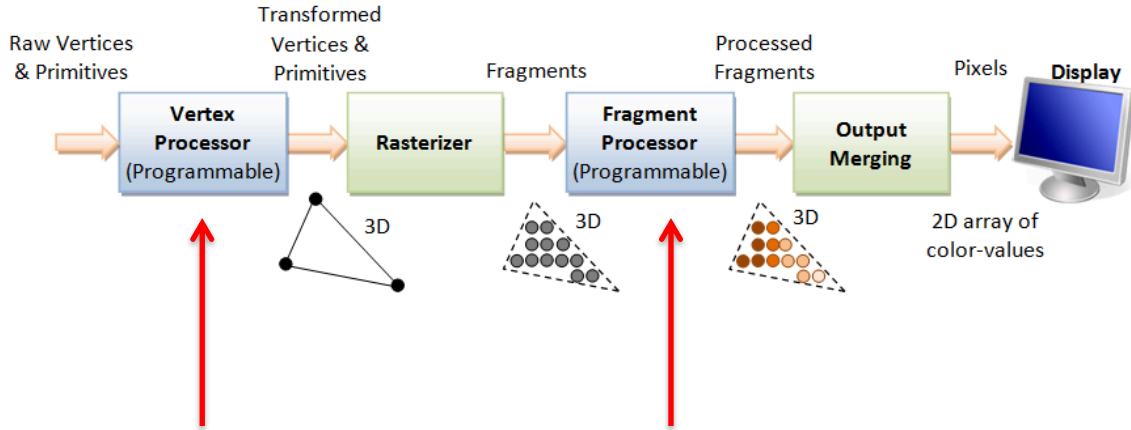 Raw Vertices
& Primitives
Vertex
Processor
(Programmable)
Transformed
Vertices &
Primitives
3D
Rasterizer
Fragments
3D
Fragment
Processor
(Programmable)
Processed
Fragments
3D
Output
Merging
Pixels
Display
2D array of
color-values